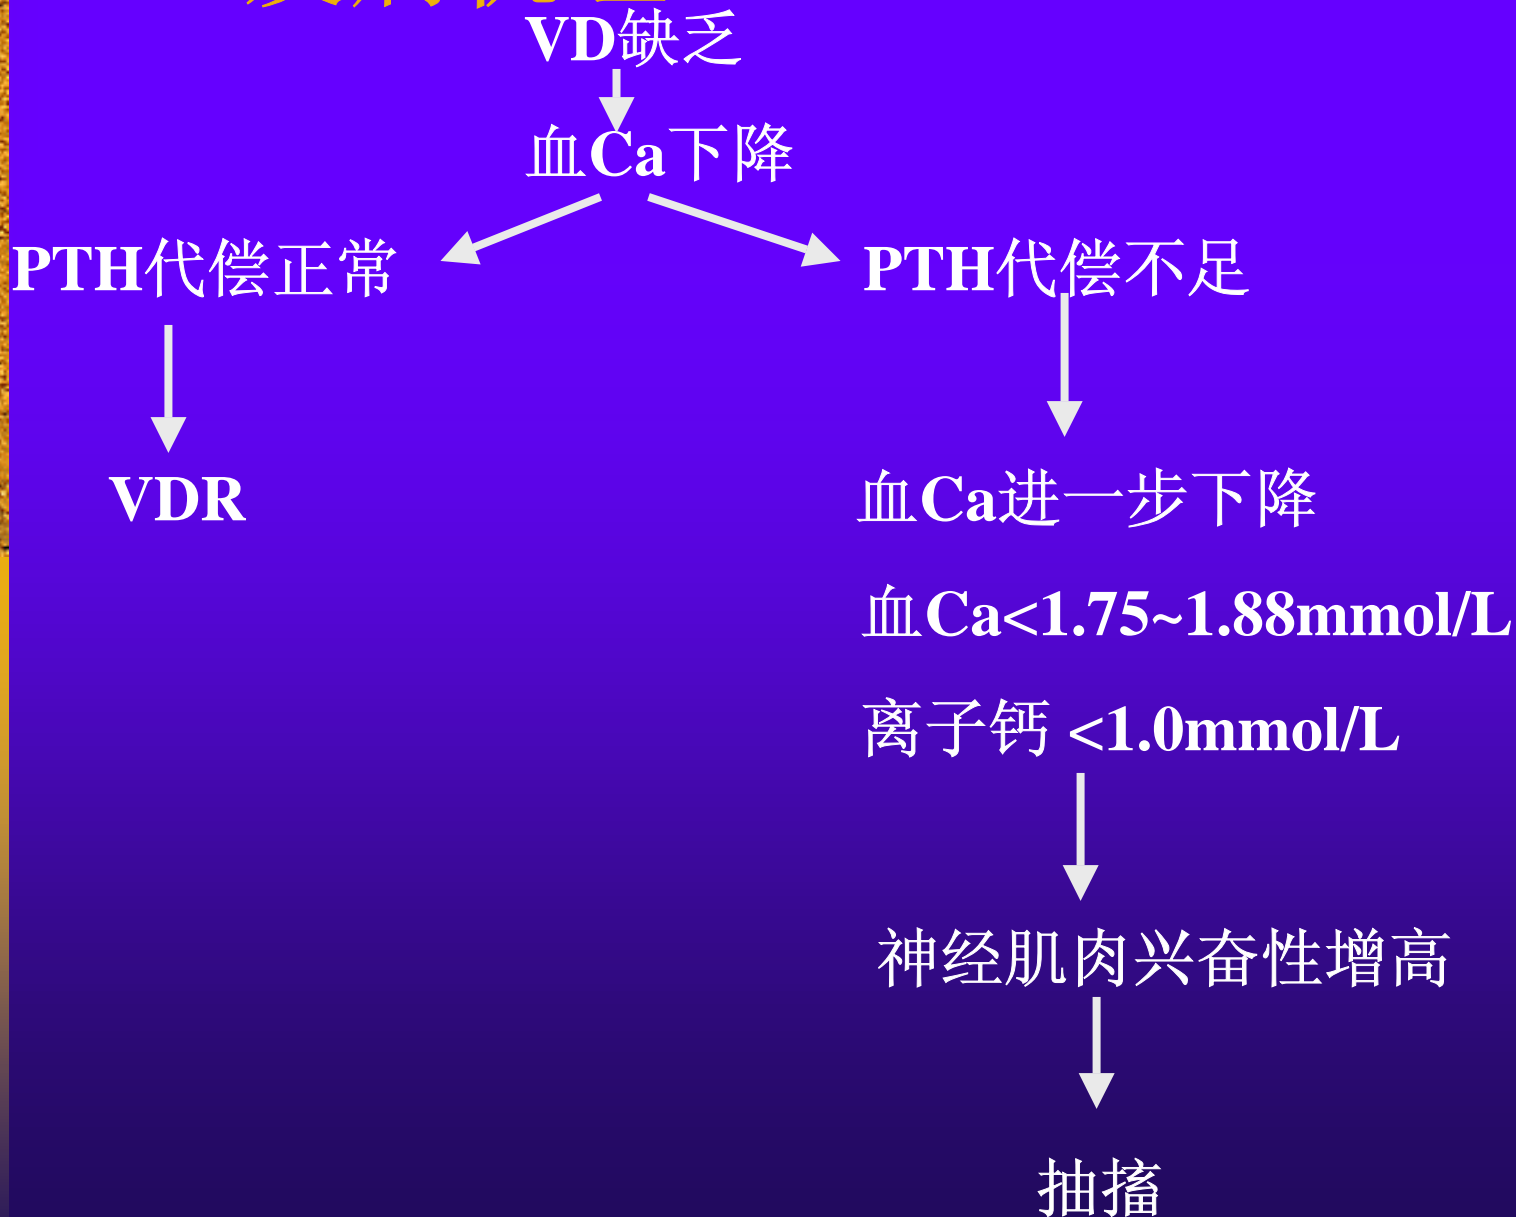 VD缺乏
血Ca下降
PTH代偿正常
PTH代偿不足
VDR
血Ca进一步下降
血Ca<1.75~1.88mmol/L
离子钙 <1.0mmol/L
神经肌肉兴奋性增高
抽搐